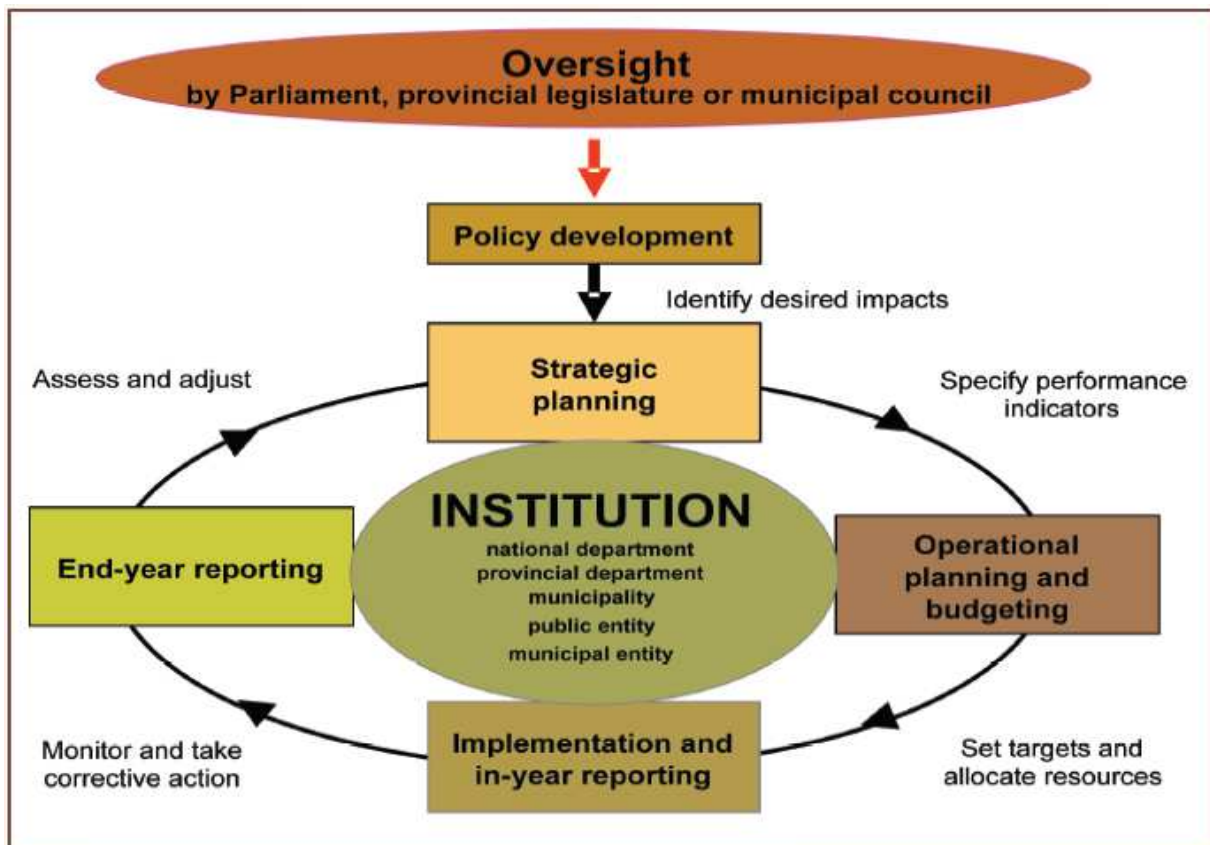 Oversight
by Parliament, provincial legislature or municipal council
Policy development
Identify desired impacts
Strategic
planning
Assess and adjust
Specify performance
indicators
INSTITUTION
national department
provincial department
municipality
public entity
municipal entity
End-year reporting
Operational
planning and
budgeting
Implementation and
in-year reporting
Monitor and take
corrective action
Set targets and
allocate resources